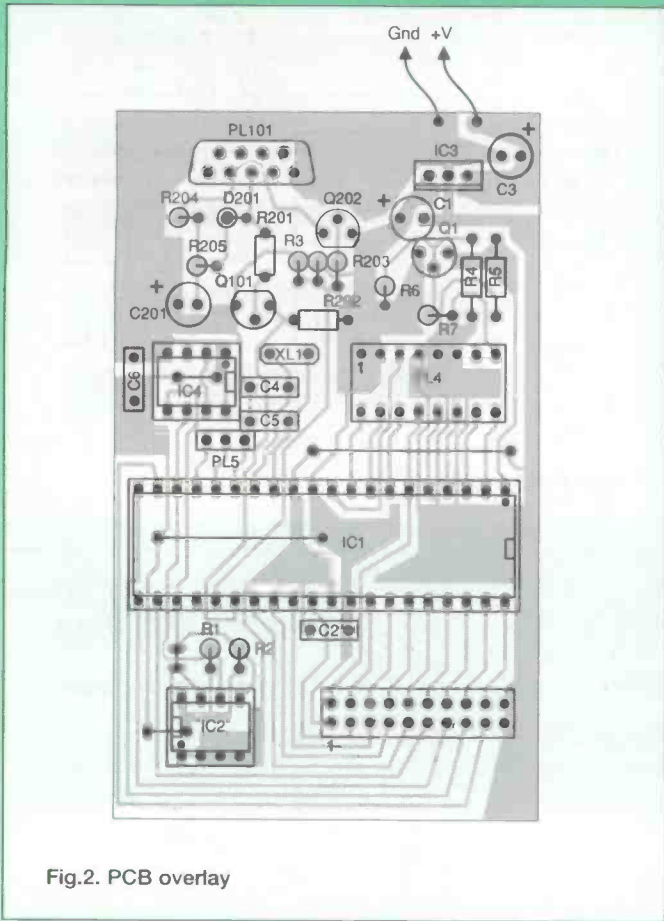 Gnd +V
PL101
IC3
+
C3
D201
R204
R201
Q202
+
C1
Q1
R3
R203
R205
R4
R5
+
Q101
R6
C201
R202
R7
XL1
1
L4
C6
IC4
C4
C5
PL5
IC1
R1
R2
C2
IC2
1
Fig.2. PCB overlay